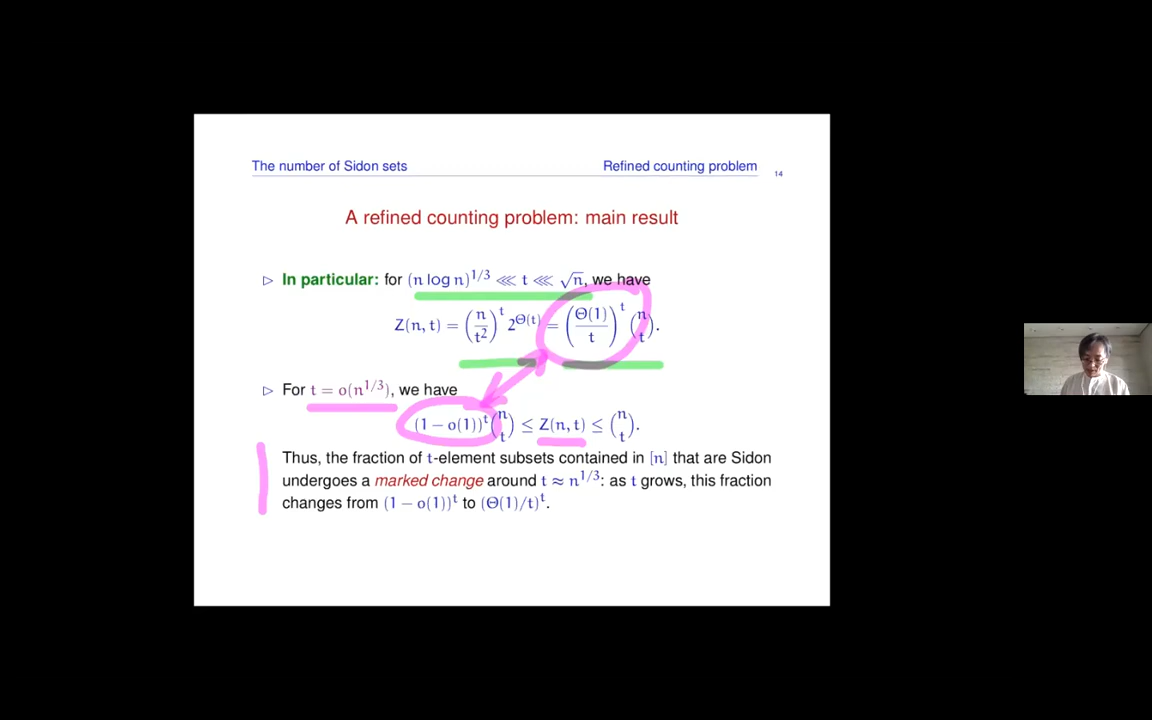 The number of Sidon sets Refined counting problem 14
A refined counting problem: main result
▷ In particular: for (n log n)^{1/3} ⋘ t ⋘ √n, we have
Z(n, t) = (n/t²)^t 2^{Θ(t)} = (Θ(1)/t)^t (n t).
▷ For t = o(n^{1/3}), we have
(1 − o(1))^t (n t) ≤ Z(n, t) ≤ (n t).
Thus, the fraction of t-element subsets contained in [n] that are Sidon
undergoes a marked change around t ≈ n^{1/3}: as t grows, this fraction
changes from (1 − o(1))^t to (Θ(1)/t)^t.